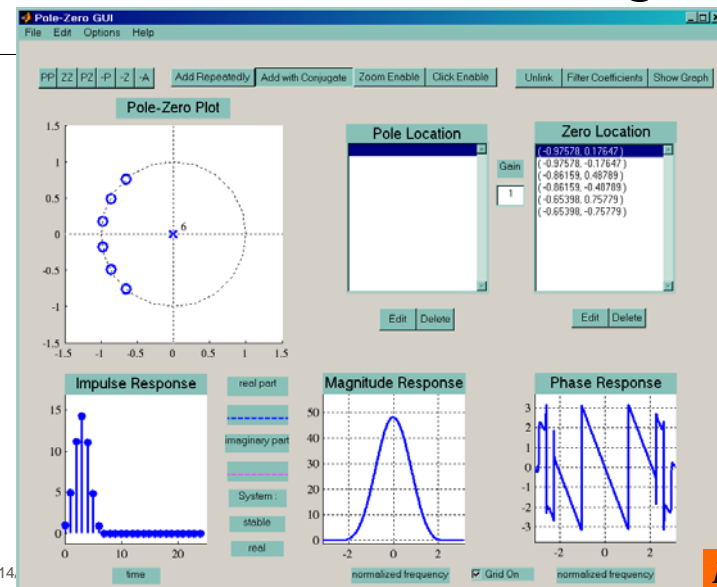 Pole-Zero GUI
File Edit Options Help
PP ZZ PZ -P -Z -A Add Repeatedly Add with Conjugate Zoom Enable Click Enable Unlink Filter Coefficients Show Graph
Pole-Zero Plot
1.5
1
0.5
0
-0.5
-1
-1.5
-1.5 -1 -0.5 0 0.5 1 1.5
6
Pole Location
Edit Delete
Gain
1
Zero Location
( -0.97578, 0.17647 )
( -0.97578, -0.17647 )
( -0.86159, 0.48789 )
( -0.86159, -0.48789 )
( -0.65398, 0.75779 )
( -0.65398, -0.75779 )
Edit Delete
Impulse Response
15
10
5
0
0 10 20
time
real part
imaginary part
System :
stable
real
Magnitude Response
50
40
30
20
10
0
-2 0 2
normalized frequency
Grid On
Phase Response
3
2
1
0
-1
-2
-3
-2 0 2
normalized frequency